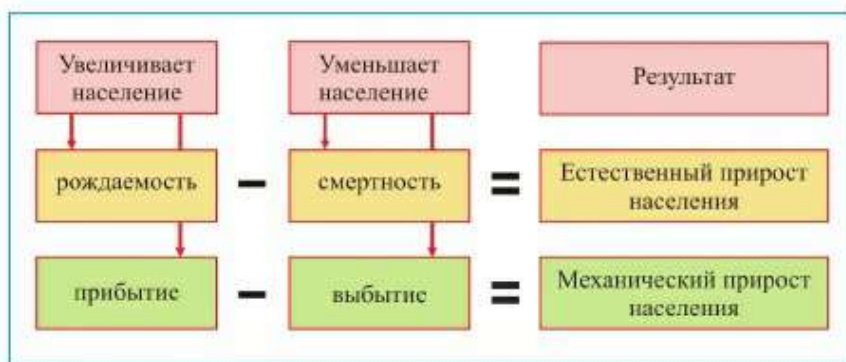 Увеличивает
население
Уменьшает
население
Результат
рождаемость
–
смертность
=
Естественный прирост
населения
прибытие
–
выбытие
=
Механический прирост
населения